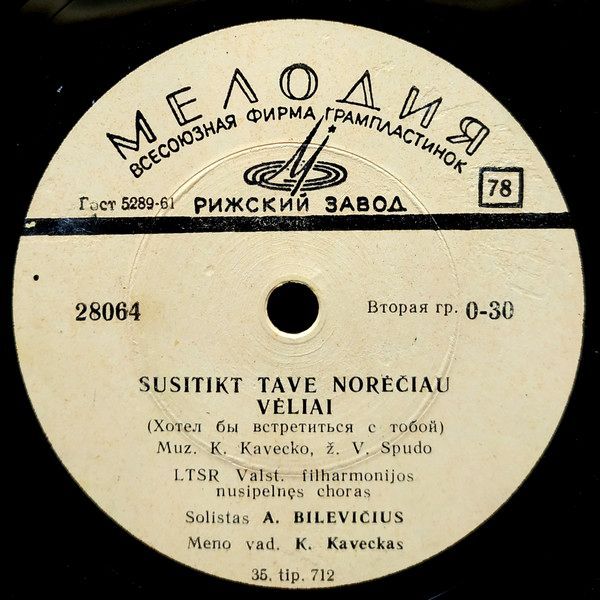 МЕЛОДИЯ
ВСЕСОЮЗНАЯ ФИРМА ГРАМПЛАСТИНОК
Гост 5289-61 РИЖСКИЙ ЗАВОД 78
28064 Вторая гр. 0-30
SUSITIKT TAVE NORĖČIAU
VĖLIAI
(Хотел бы встретиться с тобой)
Muz. K. Kavecko, ž. V. Spudo
LTSR Valst. filharmonijos
nusipelnęs choras
Solistas A. BILEVIČIUS
Meno vad. K. Kaveckas
35. tip. 712